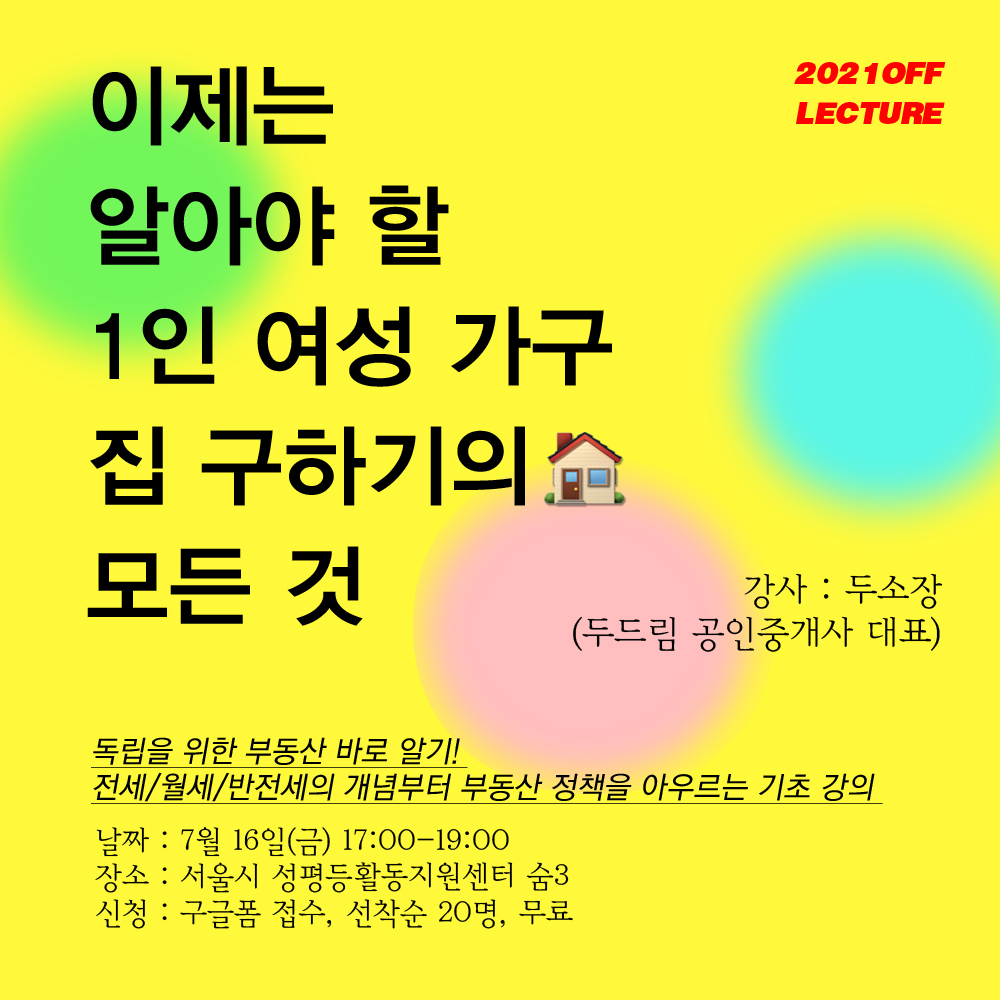 이제는
알아야 할
1인 여성 가구
집 구하기의
모든 것
2021OFF
LECTURE
강사 : 두소장
(두드림 공인중개사 대표)
독립을 위한 부동산 바로 알기!
전세/월세/반전세의 개념부터 부동산 정책을 아우르는 기초 강의
날짜 : 7월 16일(금) 17:00-19:00
장소 : 서울시 성평등활동지원센터 숨3
신청 : 구글폼 접수, 선착순 20명, 무료